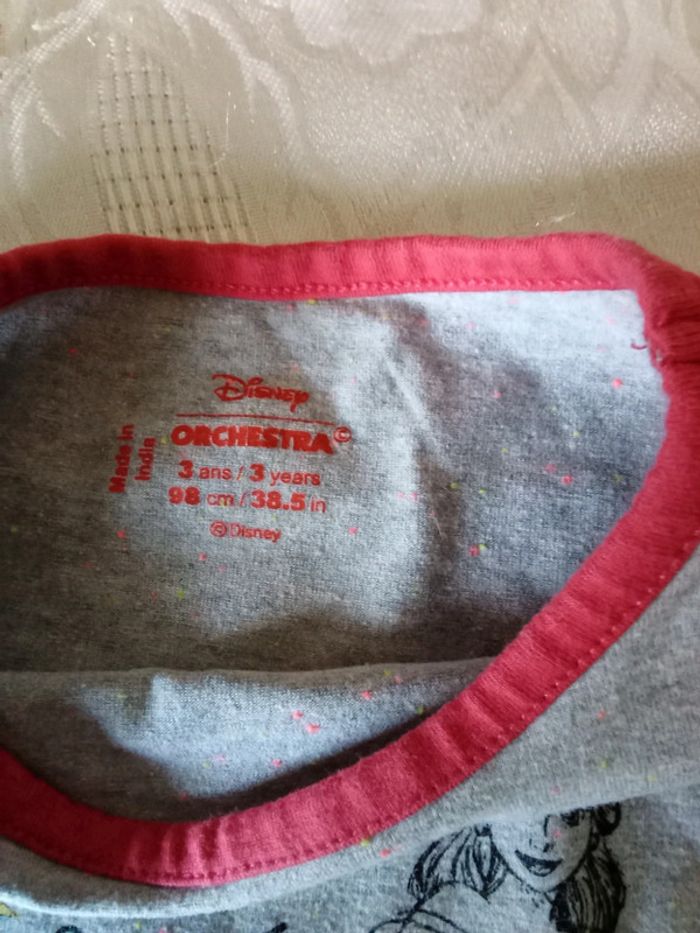 Disney
ORCHESTRA©
3 ans / 3 years
98 cm / 38.5 in
©Disney
Made in
India